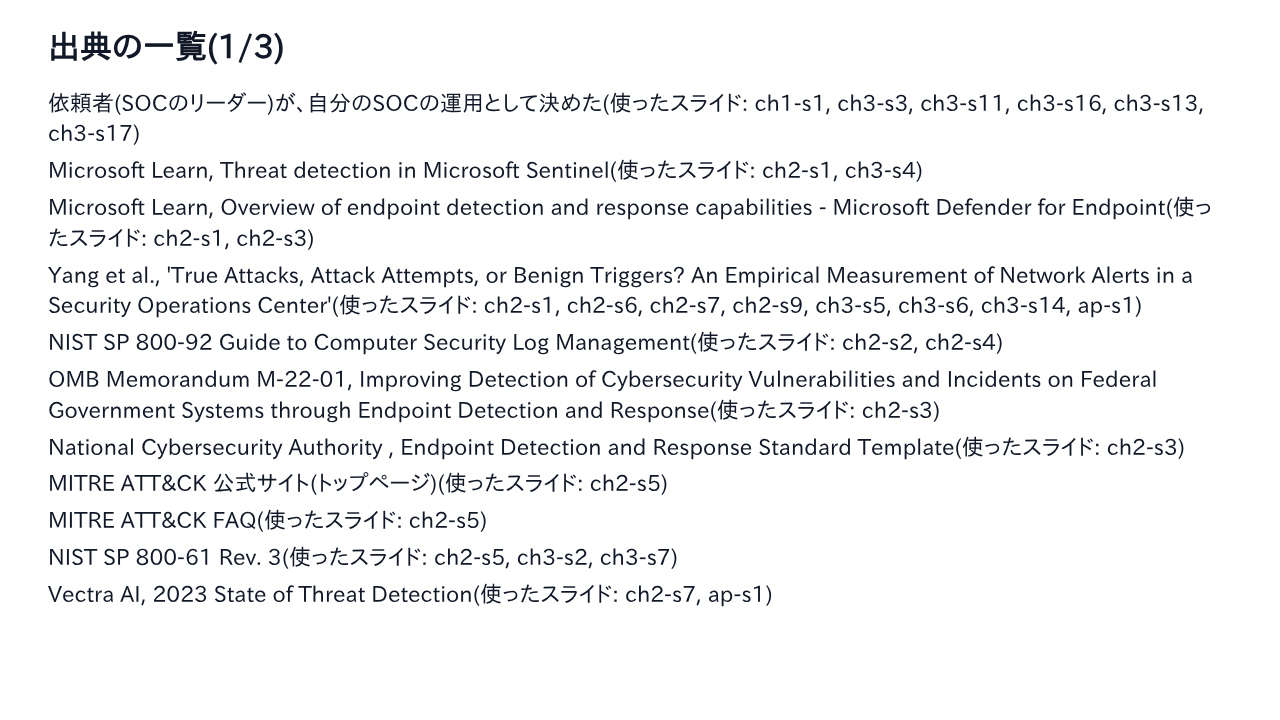 出典の一覧(1/3)
依頼者(SOCのリーダー)が、自分のSOCの運用として決めた(使ったスライド: ch1-s1, ch3-s3, ch3-s11, ch3-s16, ch3-s13,
ch3-s17)
Microsoft Learn, Threat detection in Microsoft Sentinel(使ったスライド: ch2-s1, ch3-s4)
Microsoft Learn, Overview of endpoint detection and response capabilities - Microsoft Defender for Endpoint(使っ
たスライド: ch2-s1, ch2-s3)
Yang et al., 'True Attacks, Attack Attempts, or Benign Triggers? An Empirical Measurement of Network Alerts in a
Security Operations Center'(使ったスライド: ch2-s1, ch2-s6, ch2-s7, ch2-s9, ch3-s5, ch3-s6, ch3-s14, ap-s1)
NIST SP 800-92 Guide to Computer Security Log Management(使ったスライド: ch2-s2, ch2-s4)
OMB Memorandum M-22-01, Improving Detection of Cybersecurity Vulnerabilities and Incidents on Federal
Government Systems through Endpoint Detection and Response(使ったスライド: ch2-s3)
National Cybersecurity Authority , Endpoint Detection and Response Standard Template(使ったスライド: ch2-s3)
MITRE ATT&CK 公式サイト(トップページ)(使ったスライド: ch2-s5)
MITRE ATT&CK FAQ(使ったスライド: ch2-s5)
NIST SP 800-61 Rev. 3(使ったスライド: ch2-s5, ch3-s2, ch3-s7)
Vectra AI, 2023 State of Threat Detection(使ったスライド: ch2-s7, ap-s1)